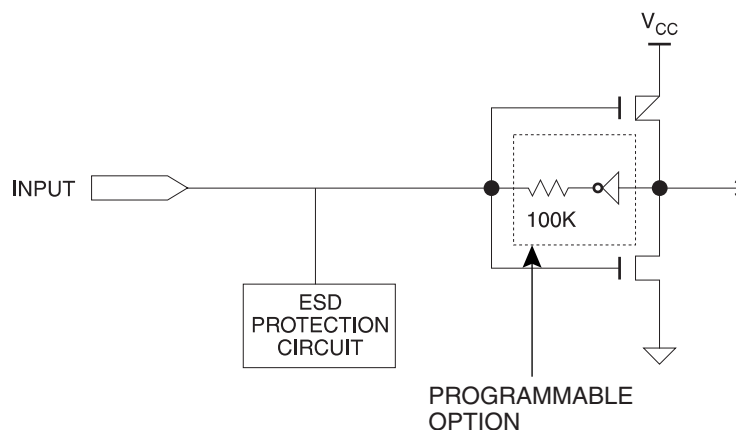 V_CC
INPUT
100K
ESD
PROTECTION
CIRCUIT
PROGRAMMABLE
OPTION